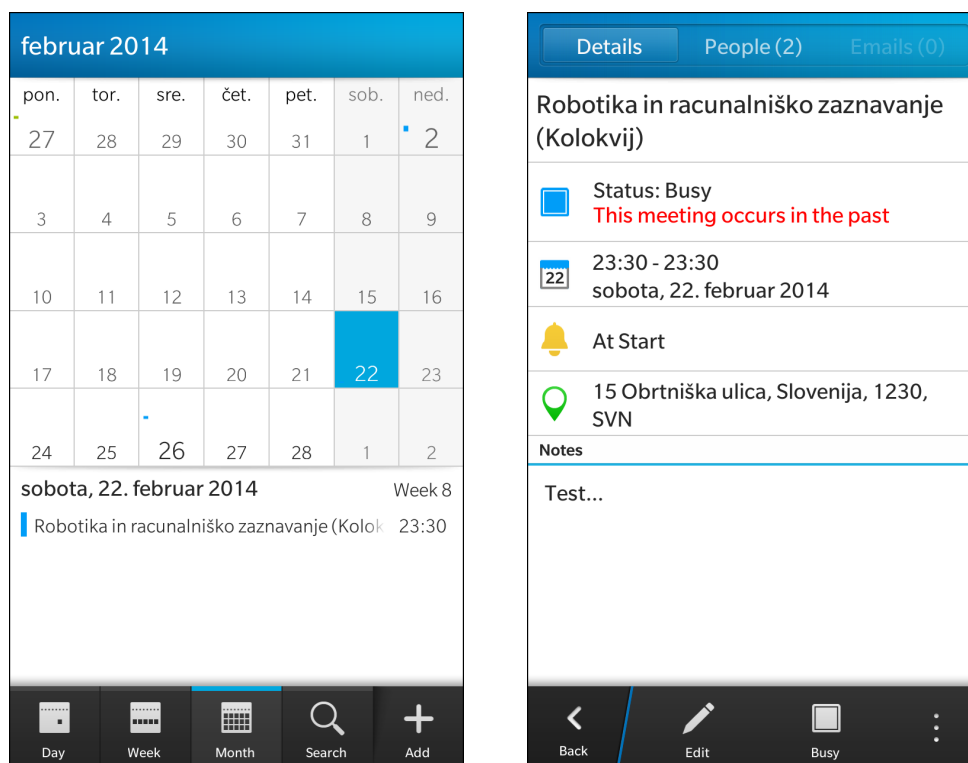 februar 2014
pon. tor. sre. čet. pet. sob. ned.
27 28 29 30 31 1 2
3 4 5 6 7 8 9
10 11 12 13 14 15 16
17 18 19 20 21 22 23
24 25 26 27 28 1 2
sobota, 22. februar 2014 Week 8
Robotika in racunalniško zaznavanje (Kolok 23:30
Day Week Month Search Add
Details People (2) Emails (0)
Robotika in racunalniško zaznavanje
(Kolokvij)
Status: Busy
This meeting occurs in the past
22
23:30 - 23:30
sobota, 22. februar 2014
At Start
15 Obrtniška ulica, Slovenija, 1230,
SVN
Notes
Test...
Back Edit Busy